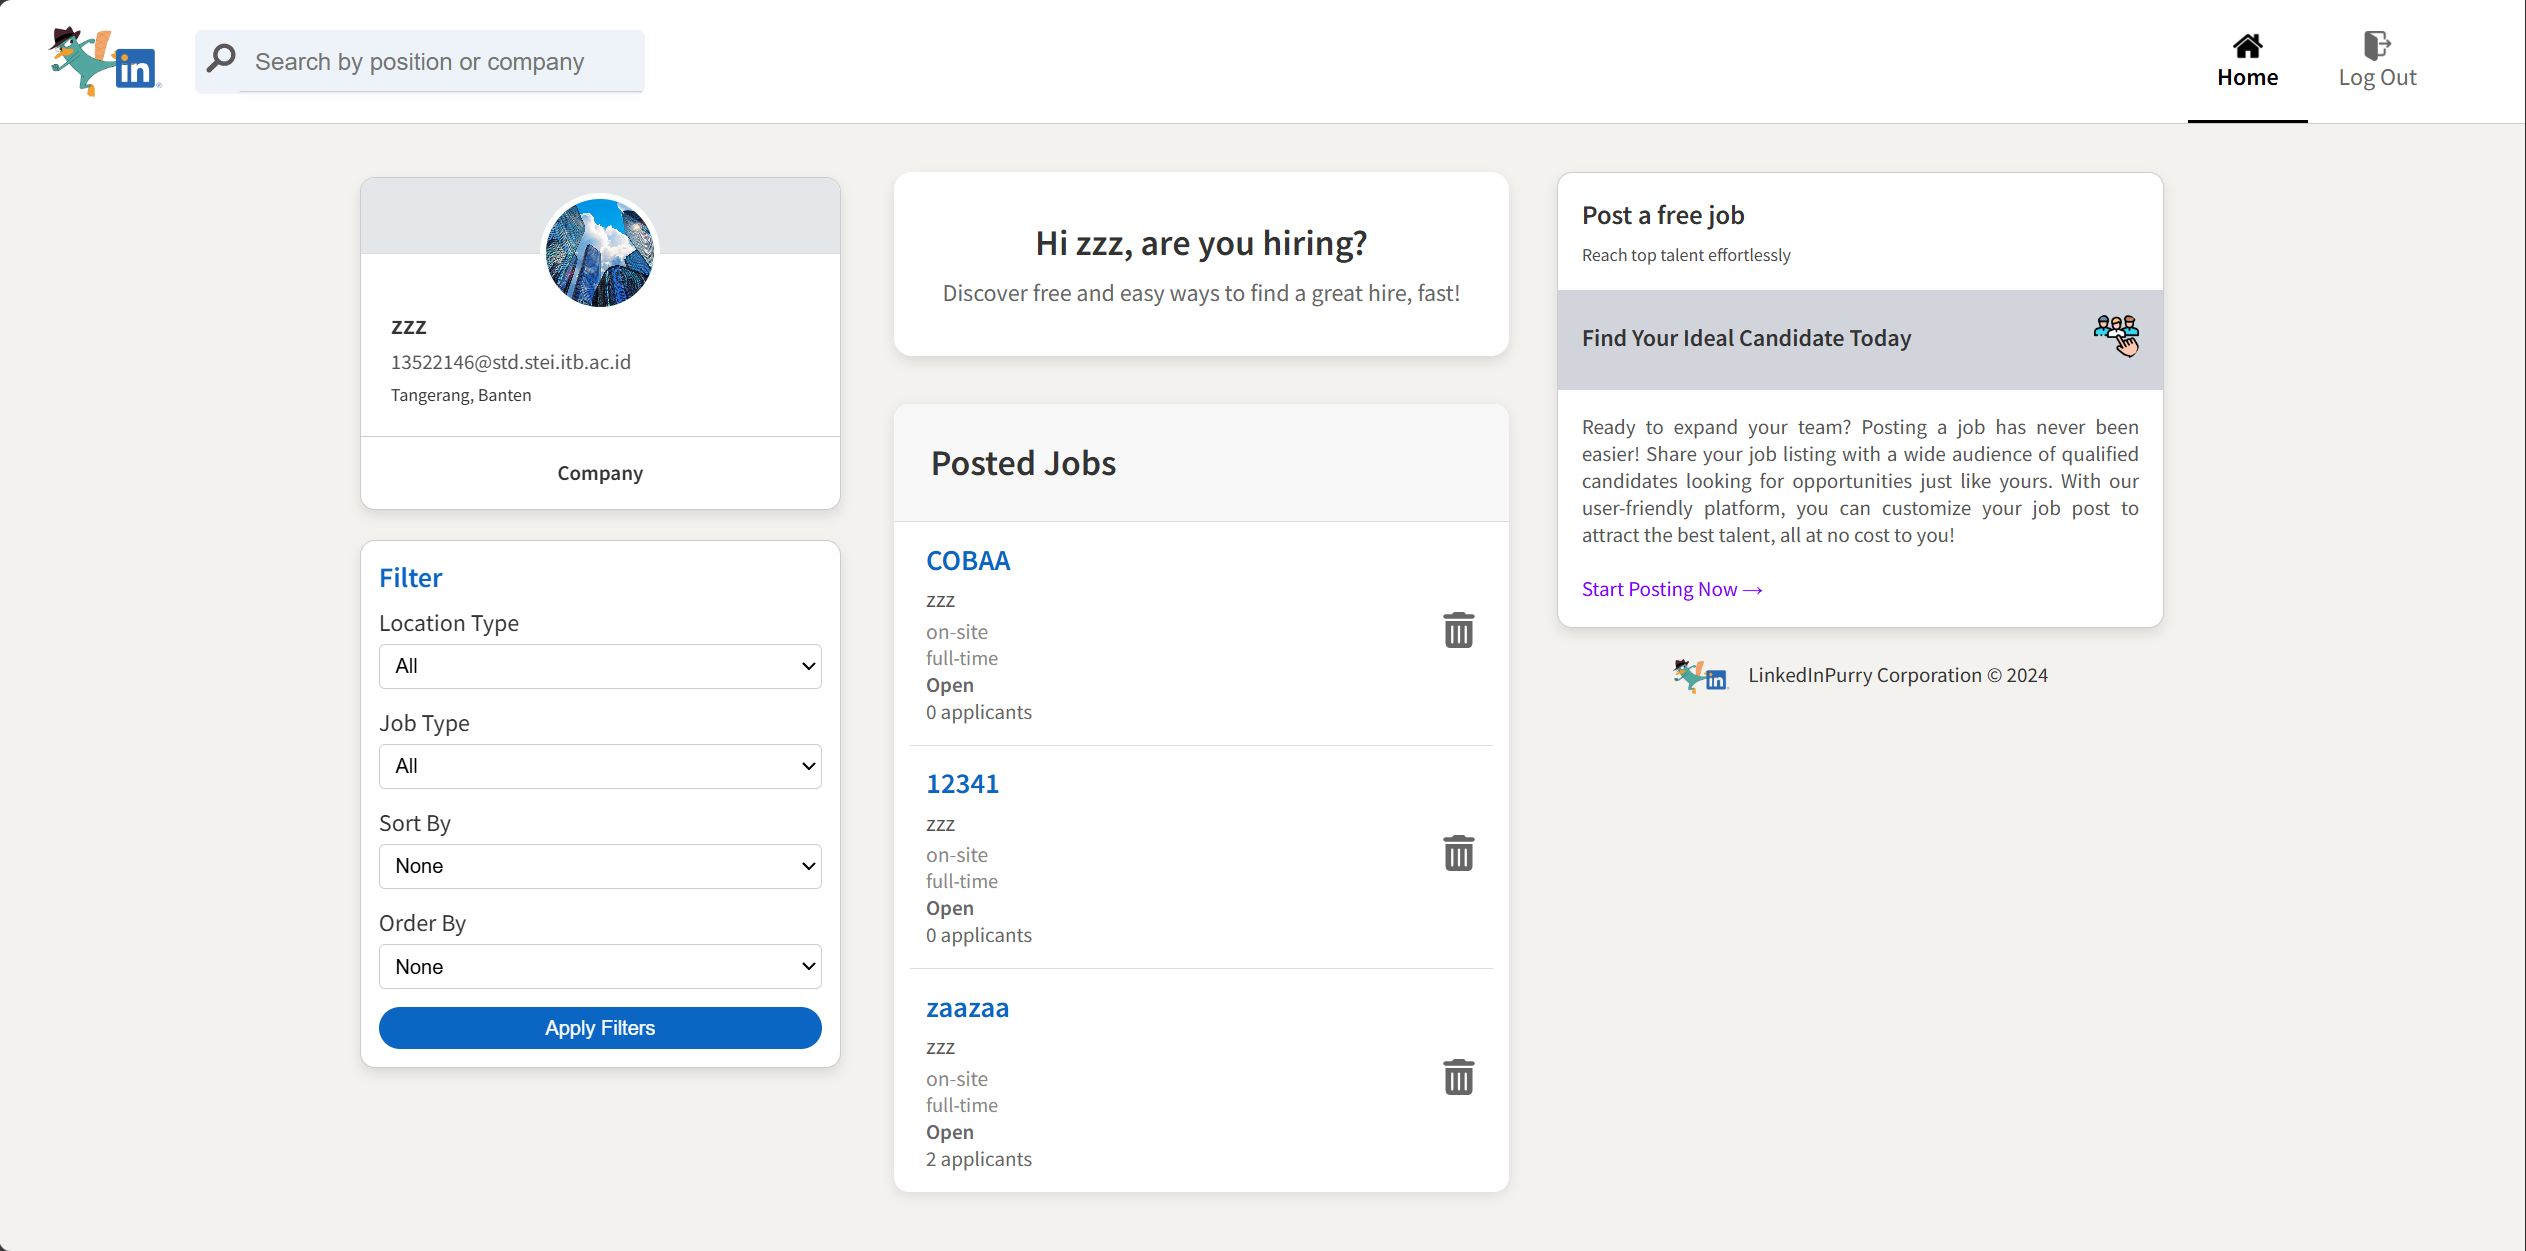 in
Search by position or company
Home
Log Out
zzz
13522146@std.stei.itb.ac.id
Tangerang, Banten
Company
Filter
Location Type
All
Job Type
All
Sort By
None
Order By
None
Apply Filters
Hi zzz, are you hiring?
Discover free and easy ways to find a great hire, fast!
Posted Jobs
COBAA
zzz
on-site
full-time
Open
0 applicants
12341
zzz
on-site
full-time
Open
0 applicants
zaazaa
zzz
on-site
full-time
Open
2 applicants
Post a free job
Reach top talent effortlessly
Find Your Ideal Candidate Today
Ready to expand your team? Posting a job has never been
easier! Share your job listing with a wide audience of qualified
candidates looking for opportunities just like yours. With our
user-friendly platform, you can customize your job post to
attract the best talent, all at no cost to you!
Start Posting Now →
in
LinkedInPurry Corporation © 2024